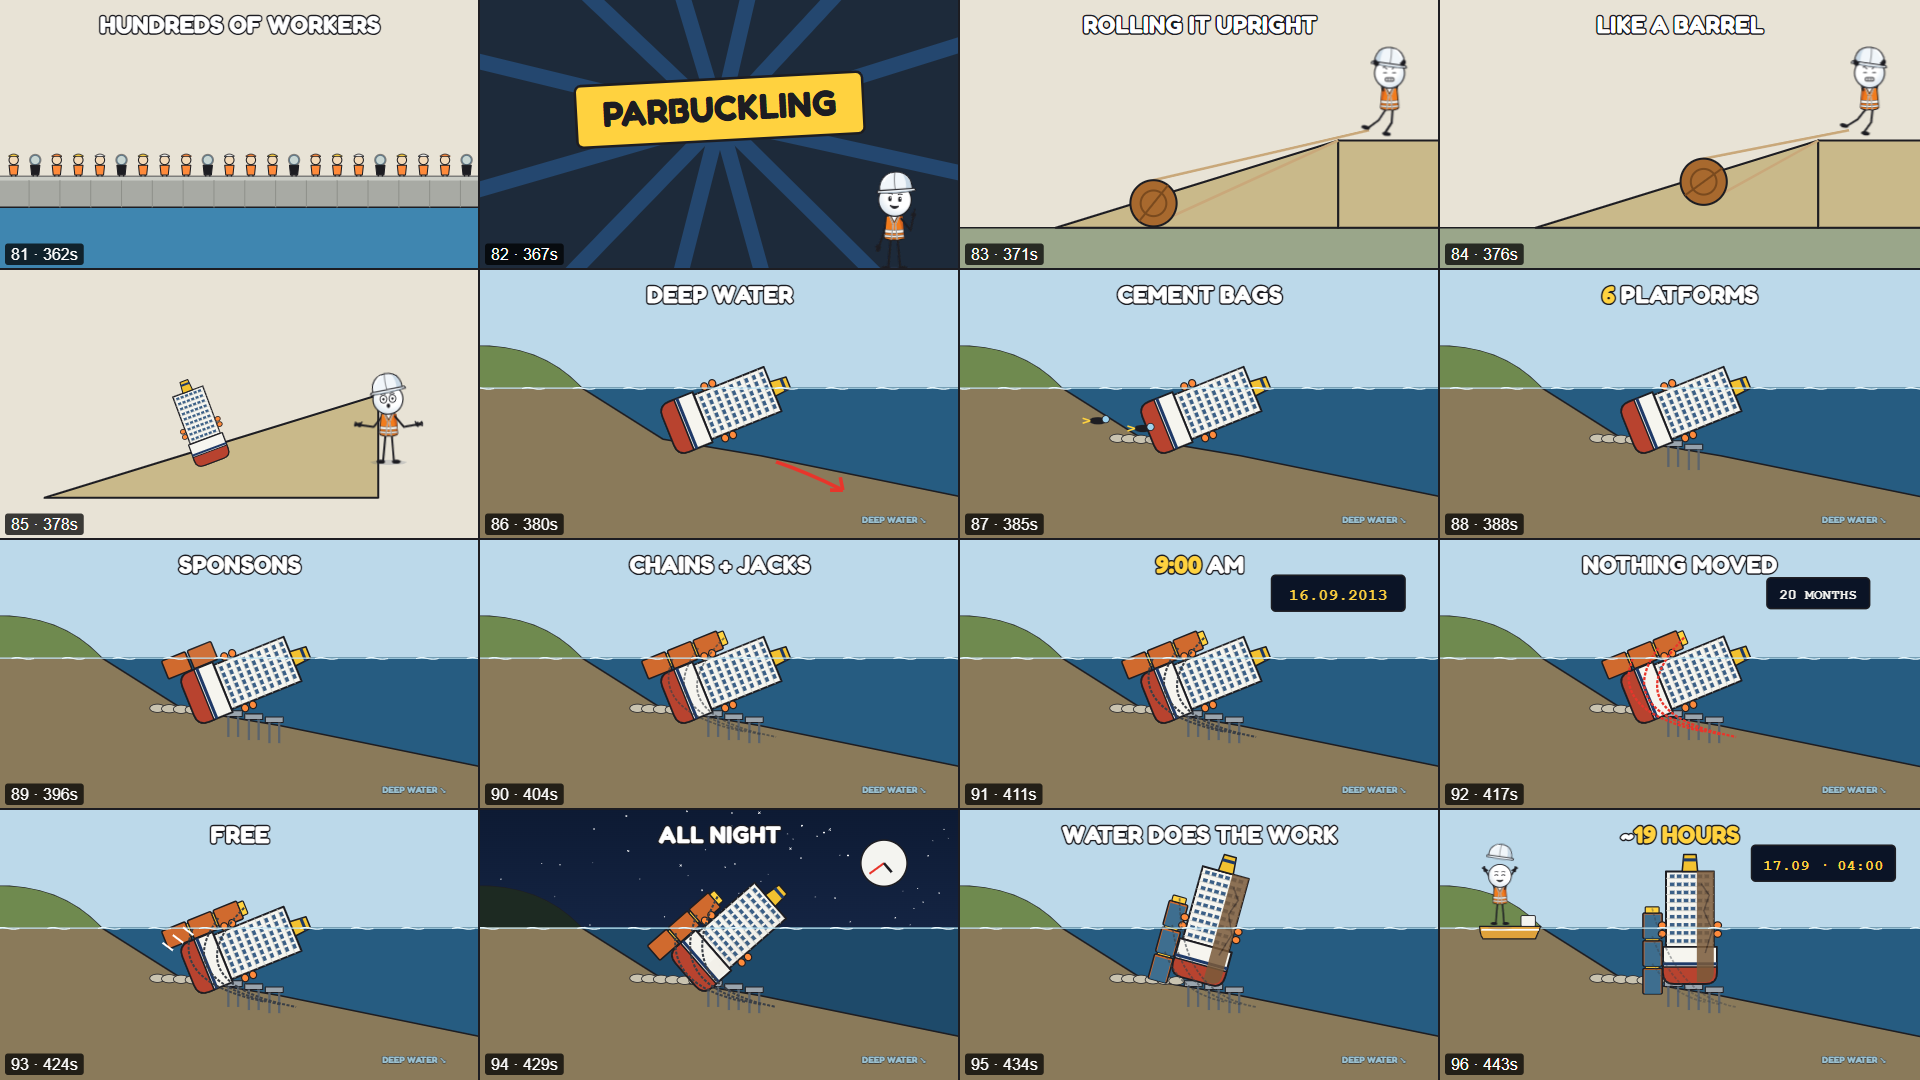 HUNDREDS OF WORKERS
81 · 362s
PARBUCKLING
82 · 367s
ROLLING IT UPRIGHT
83 · 371s
LIKE A BARREL
84 · 376s
85 · 378s
DEEP WATER
DEEP WATER
86 · 380s
CEMENT BAGS
DEEP WATER
87 · 385s
6 PLATFORMS
DEEP WATER
88 · 388s
SPONSONS
DEEP WATER
89 · 396s
CHAINS + JACKS
DEEP WATER
90 · 404s
9:00 AM
16.09.2013
DEEP WATER
91 · 411s
NOTHING MOVED
20 MONTHS
DEEP WATER
92 · 417s
FREE
DEEP WATER
93 · 424s
ALL NIGHT
DEEP WATER
94 · 429s
WATER DOES THE WORK
DEEP WATER
95 · 434s
~19 HOURS
17.09 · 04:00
DEEP WATER
96 · 443s